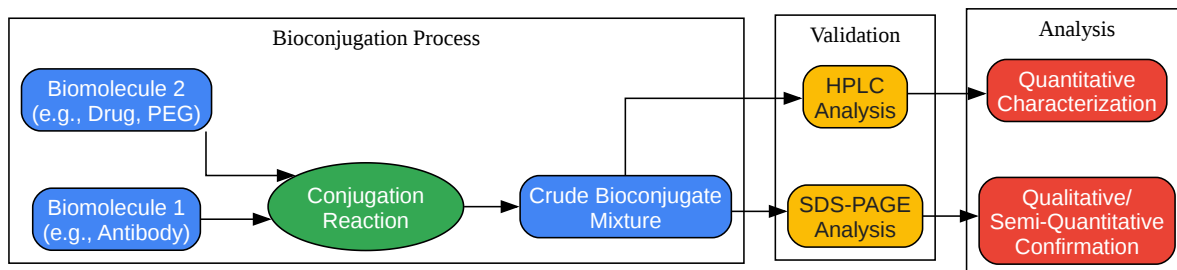 Bioconjugation Process
Biomolecule 2
(e.g., Drug, PEG)
Biomolecule 1
(e.g., Antibody)
Conjugation
Reaction
Crude Bioconjugate
Mixture
Validation
HPLC
Analysis
SDS-PAGE
Analysis
Analysis
Quantitative
Characterization
Qualitative/
Semi-Quantitative
Confirmation